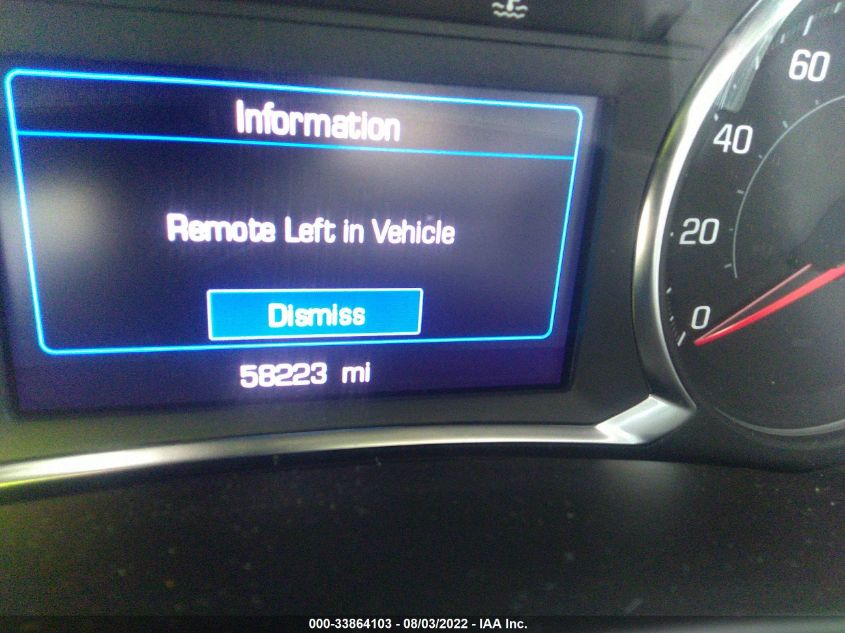 Information
Remote Left in Vehicle
Dismiss
58223 mi
60
40
20
0
000-33864103 - 08/03/2022 - IAA Inc.